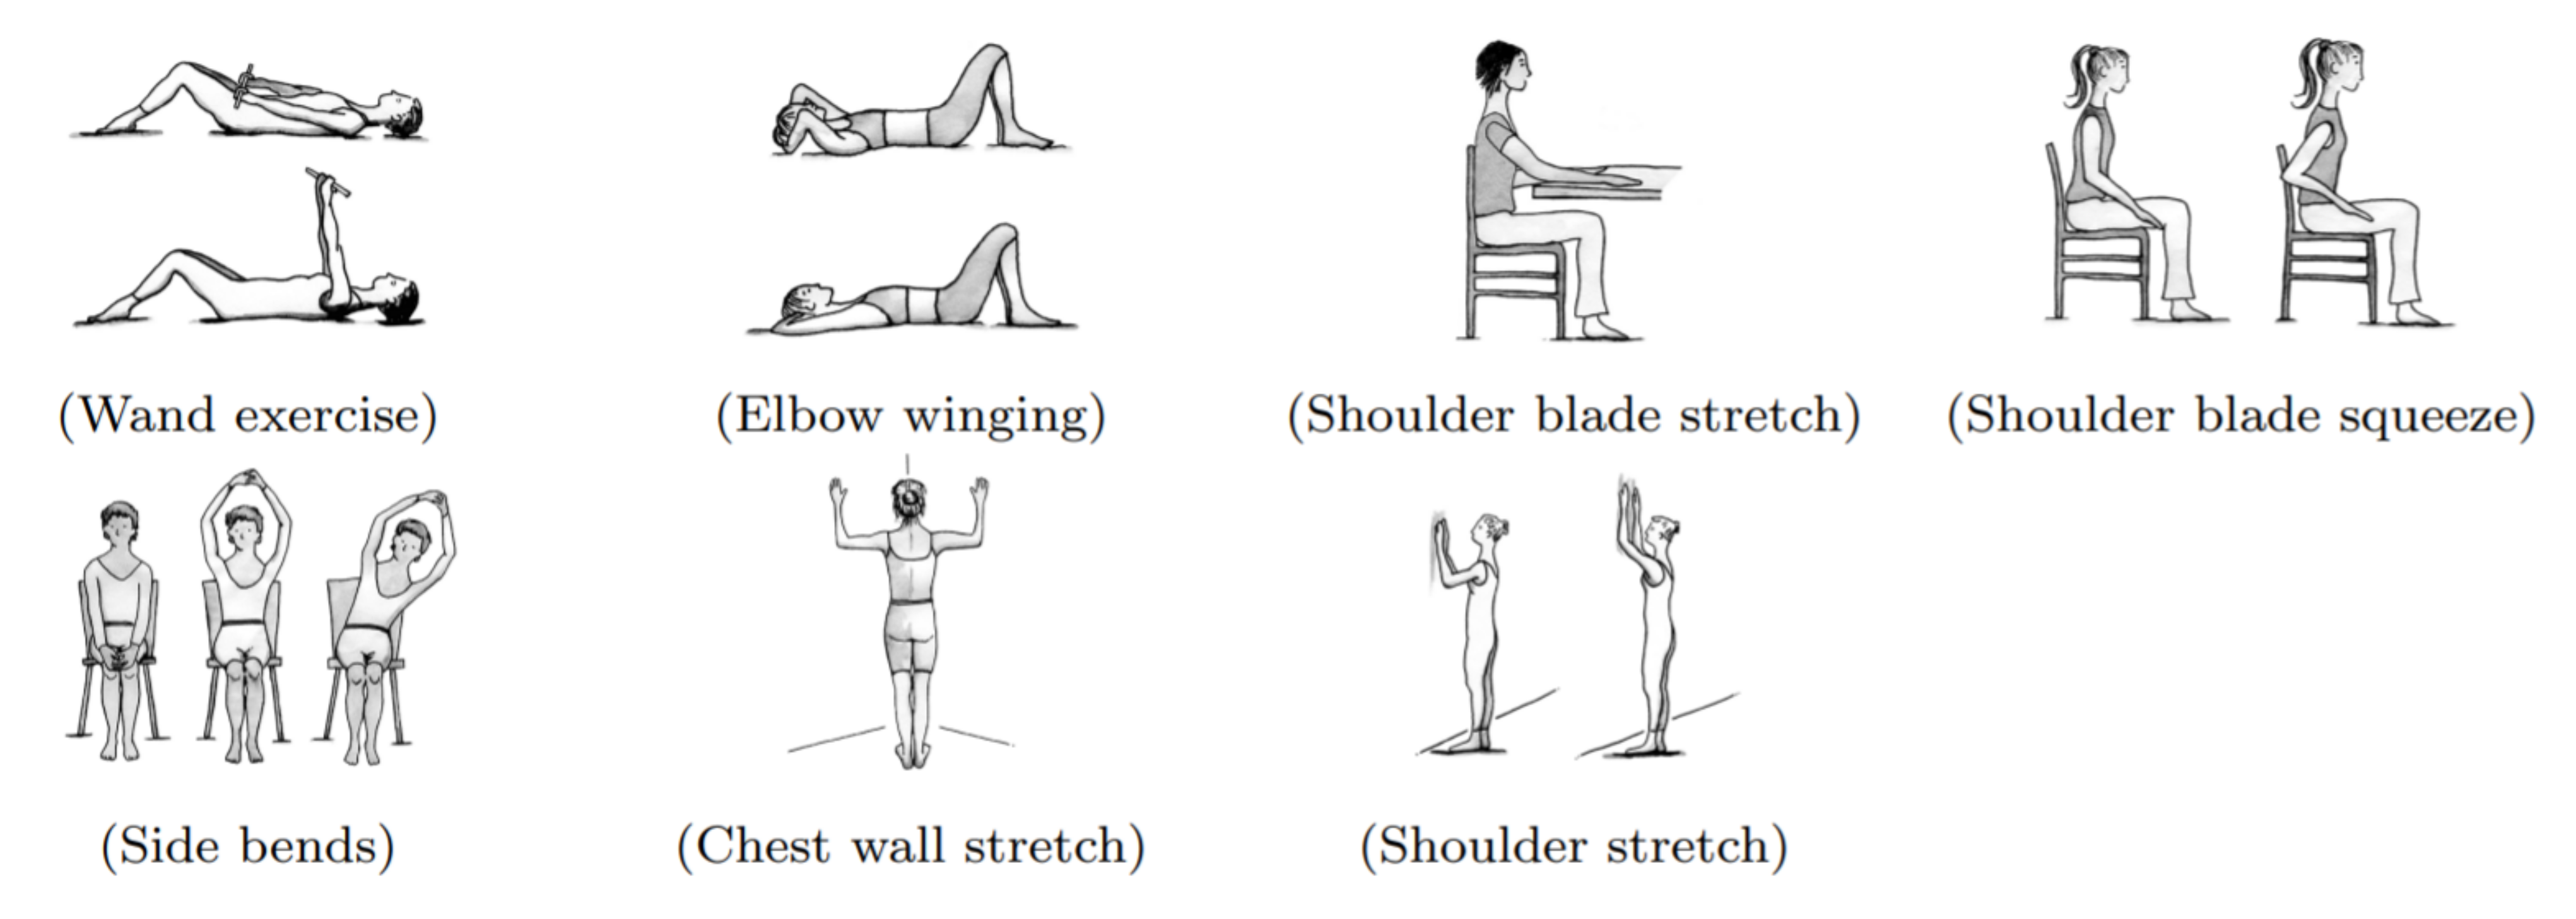 (Wand exercise)
(Elbow winging)
(Shoulder blade stretch)
(Shoulder blade squeeze)
(Side bends)
(Chest wall stretch)
(Shoulder stretch)